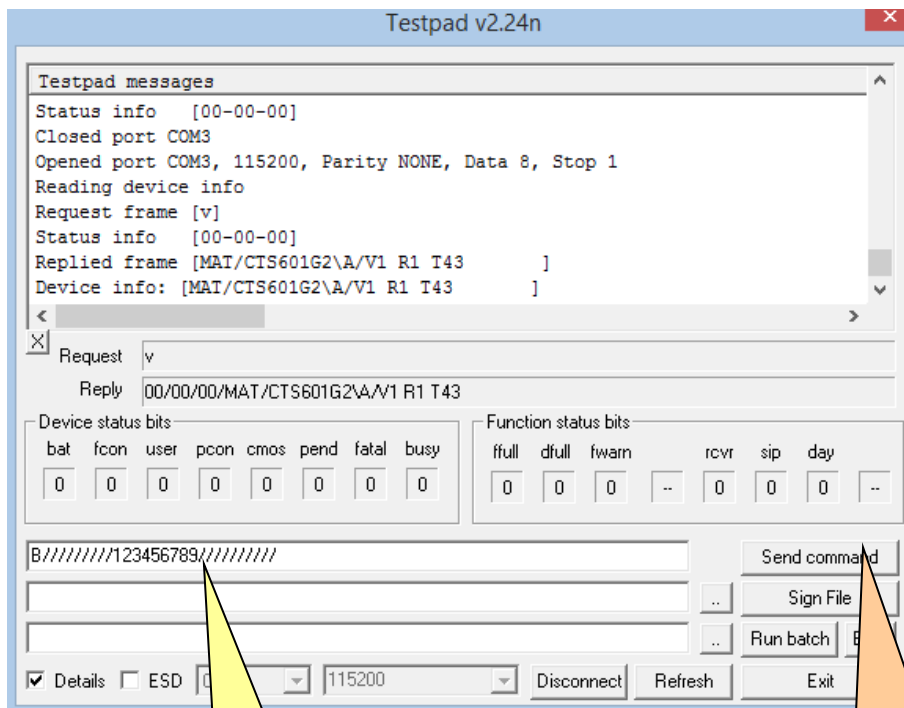 Testpad v2.24n
Testpad messages
Status info [00-00-00]
Closed port COM3
Opened port COM3, 115200, Parity NONE, Data 8, Stop 1
Reading device info
Request frame [v]
Status info [00-00-00]
Replied frame [MAT/CTS601G2\A/V1 R1 T43 ]
Device info: [MAT/CTS601G2\A/V1 R1 T43 ]
X
Request v
Reply 00/00/00/MAT/CTS601G2\A/V1 R1 T43
Device status bits Function status bits
bat fcon user pcon cmos pend fatal busy ffull dfull fwarn rcvr sip day
0 0 0 0 0 0 0 0 0 0 0 -- 0 0 0 --
B/////////123456789////////// Send command
.. Sign File
.. Run batch
Details ESD 115200 Disconnect Refresh Exit